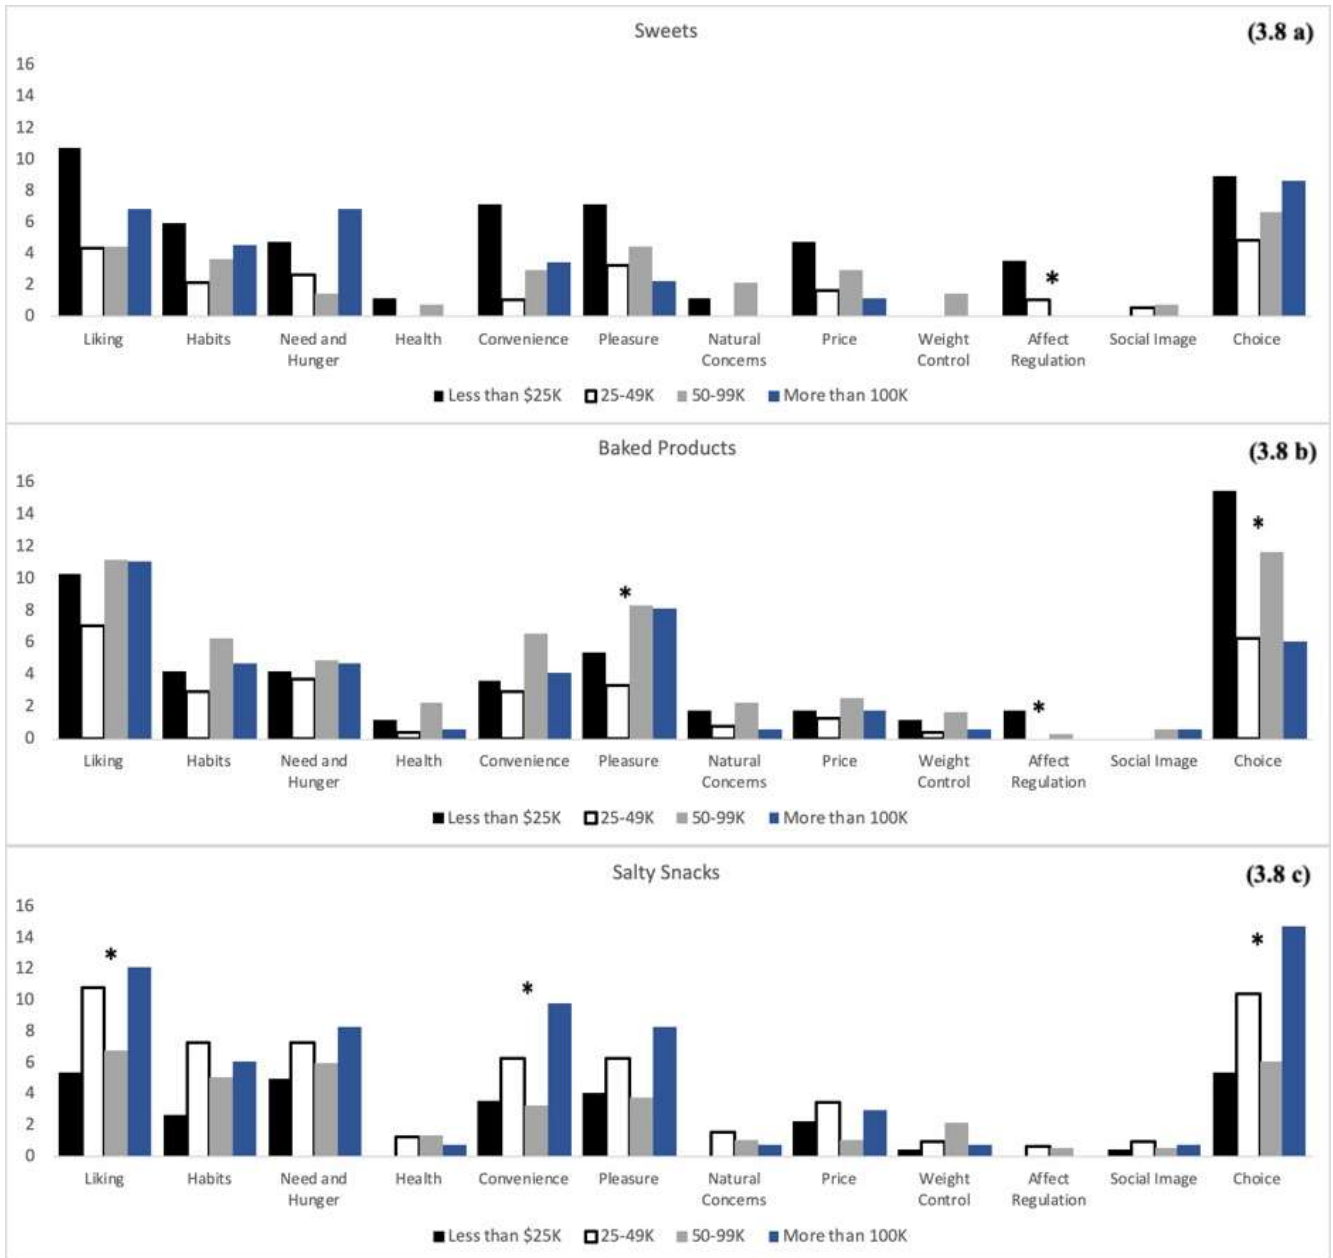 Sweets (3.8 a)
16
14
12
10
8
6
4
2
0
Liking Habits Need and Hunger Health Convenience Pleasure Natural Concerns Price Weight Control Affect Regulation Social Image Choice
*
Less than $25K 25-49K 50-99K More than 100K
Baked Products (3.8 b)
16
14
12
10
8
6
4
2
0
* * *
Liking Habits Need and Hunger Health Convenience Pleasure Natural Concerns Price Weight Control Affect Regulation Social Image Choice
Less than $25K 25-49K 50-99K More than 100K
Salty Snacks (3.8 c)
16
14
12
10
8
6
4
2
0
* * *
Liking Habits Need and Hunger Health Convenience Pleasure Natural Concerns Price Weight Control Affect Regulation Social Image Choice
Less than $25K 25-49K 50-99K More than 100K